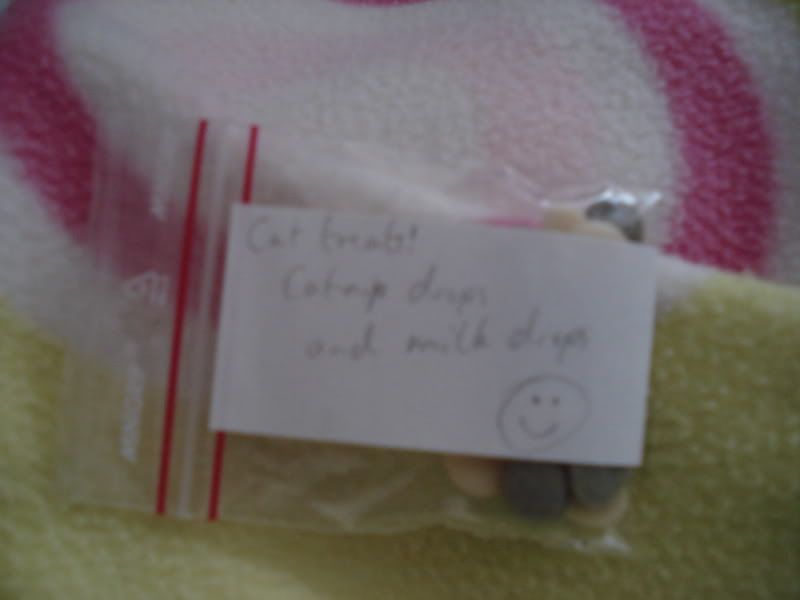 Cat treats!
Catnip drops
and milk drops